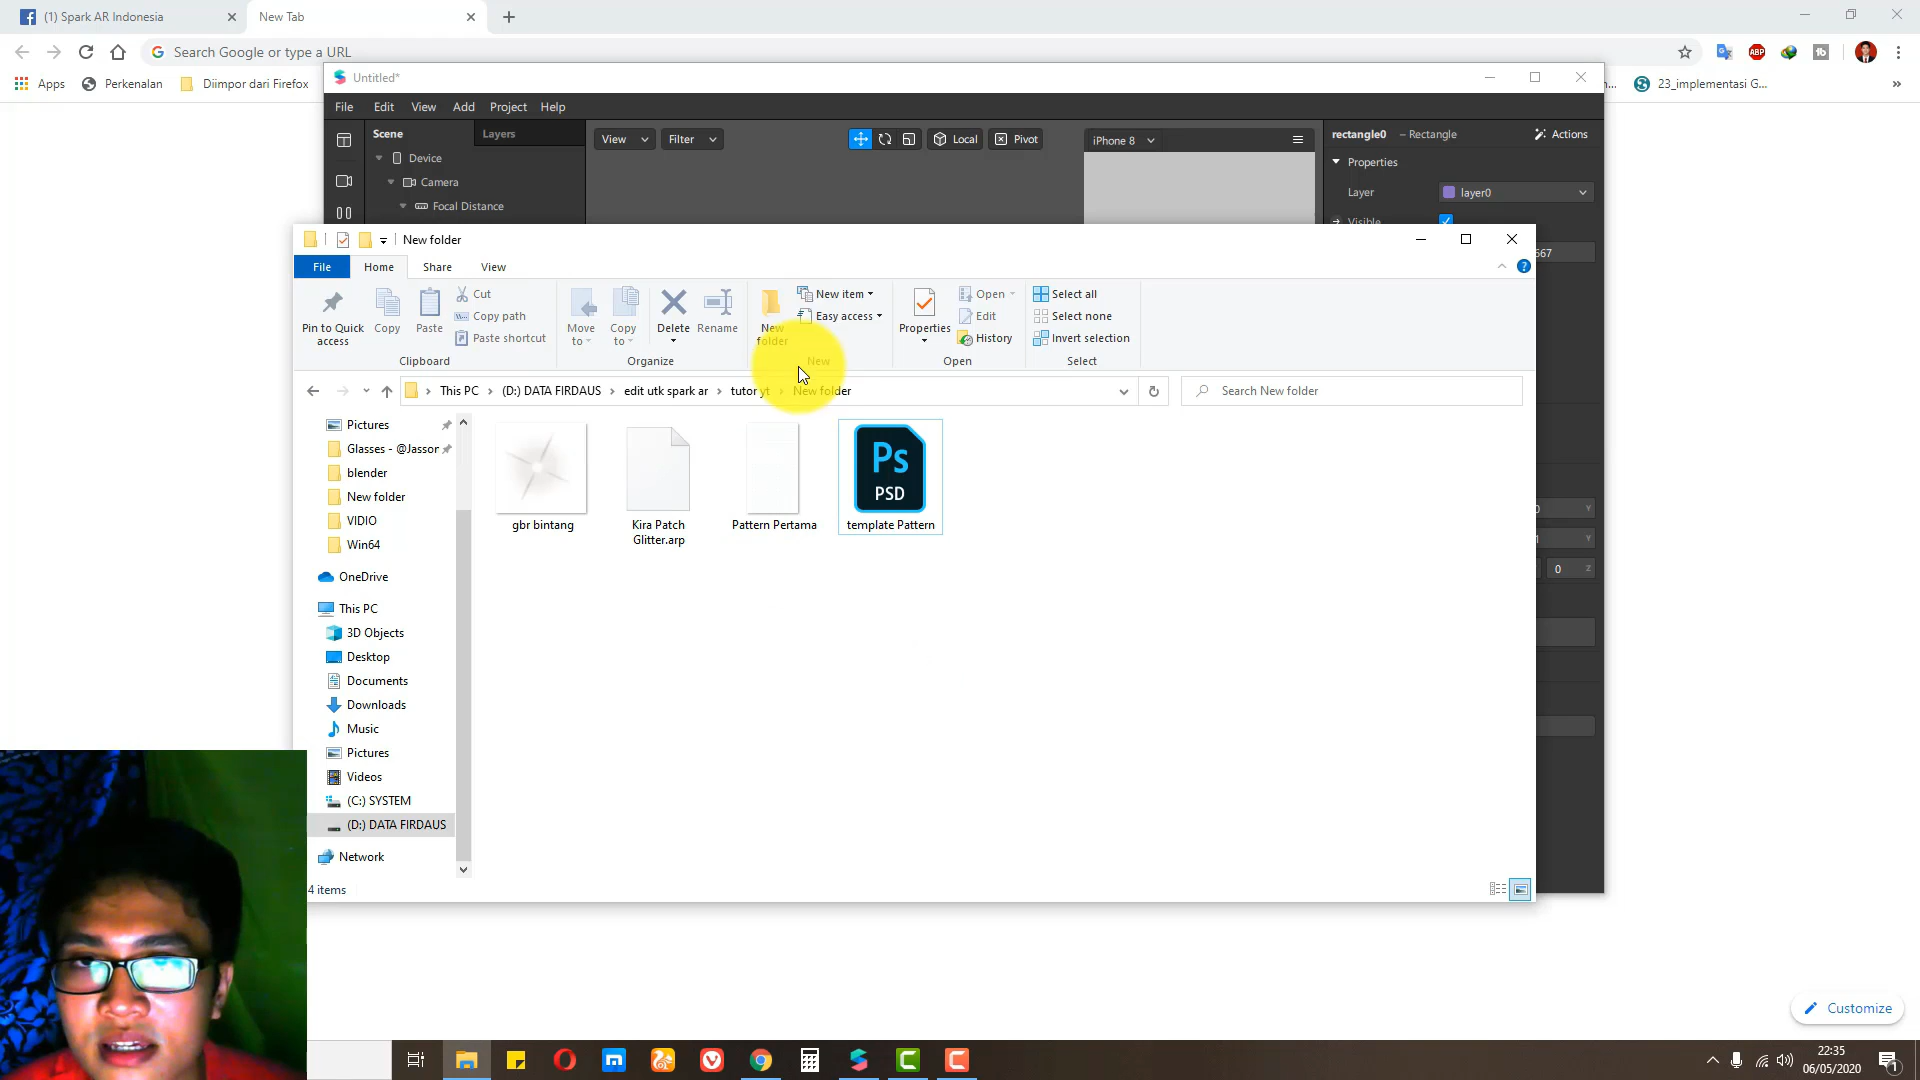 (1) Spark AR Indonesia
New Tab
Search Google or type a URL
Apps
Perkenalan
Diimpor dari Firefox
23_implementasi G...
Untitled*
File Edit View Add Project Help
Scene
Layers
Device
Camera
Focal Distance
View
Filter
Local
Pivot
iPhone 8
rectangle0 – Rectangle
Actions
Properties
Layer
layer0
Visible
New folder
File Home Share View
Pin to Quick access
Copy
Paste
Cut
Copy path
Paste shortcut
Clipboard
Move to
Copy to
Delete
Rename
Organize
New folder
New item
Easy access
New
Properties
Open
Edit
History
Open
Select all
Select none
Invert selection
Select
This PC > (D:) DATA FIRDAUS > edit utk spark ar > tutor yt > New folder
Search New folder
Pictures
Glasses - @Jassor
blender
New folder
VIDIO
Win64
OneDrive
This PC
3D Objects
Desktop
Documents
Downloads
Music
Pictures
Videos
(C:) SYSTEM
(D:) DATA FIRDAUS
Network
gbr bintang
Kira Patch
Glitter.arp
Pattern Pertama
Ps
PSD
template Pattern
4 items
Customize
22:35
06/05/2020